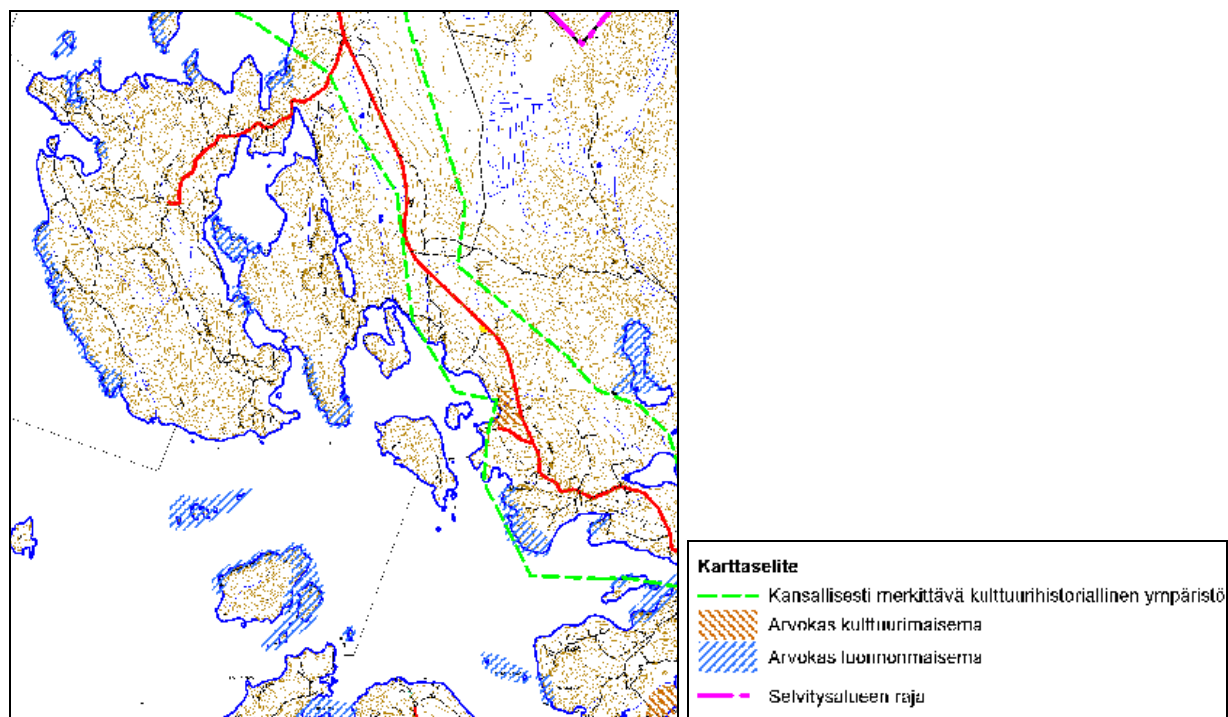 Karttaselite
Kansallisesti merkittävä kulttuurihistoriallinen ympäristö
Arvokas kulttuurimaisema
Arvokas luonnonmaisema
Selvitysalueen raja